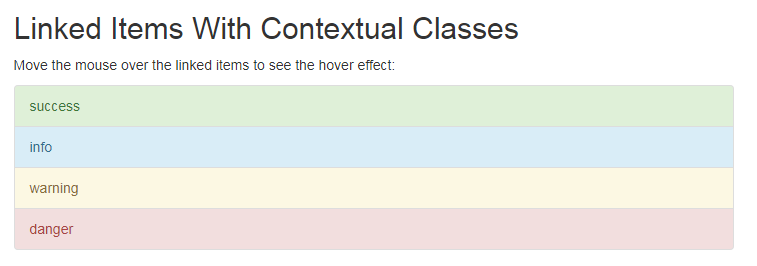 Linked Items With Contextual Classes
Move the mouse over the linked items to see the hover effect:
success
info
warning
danger